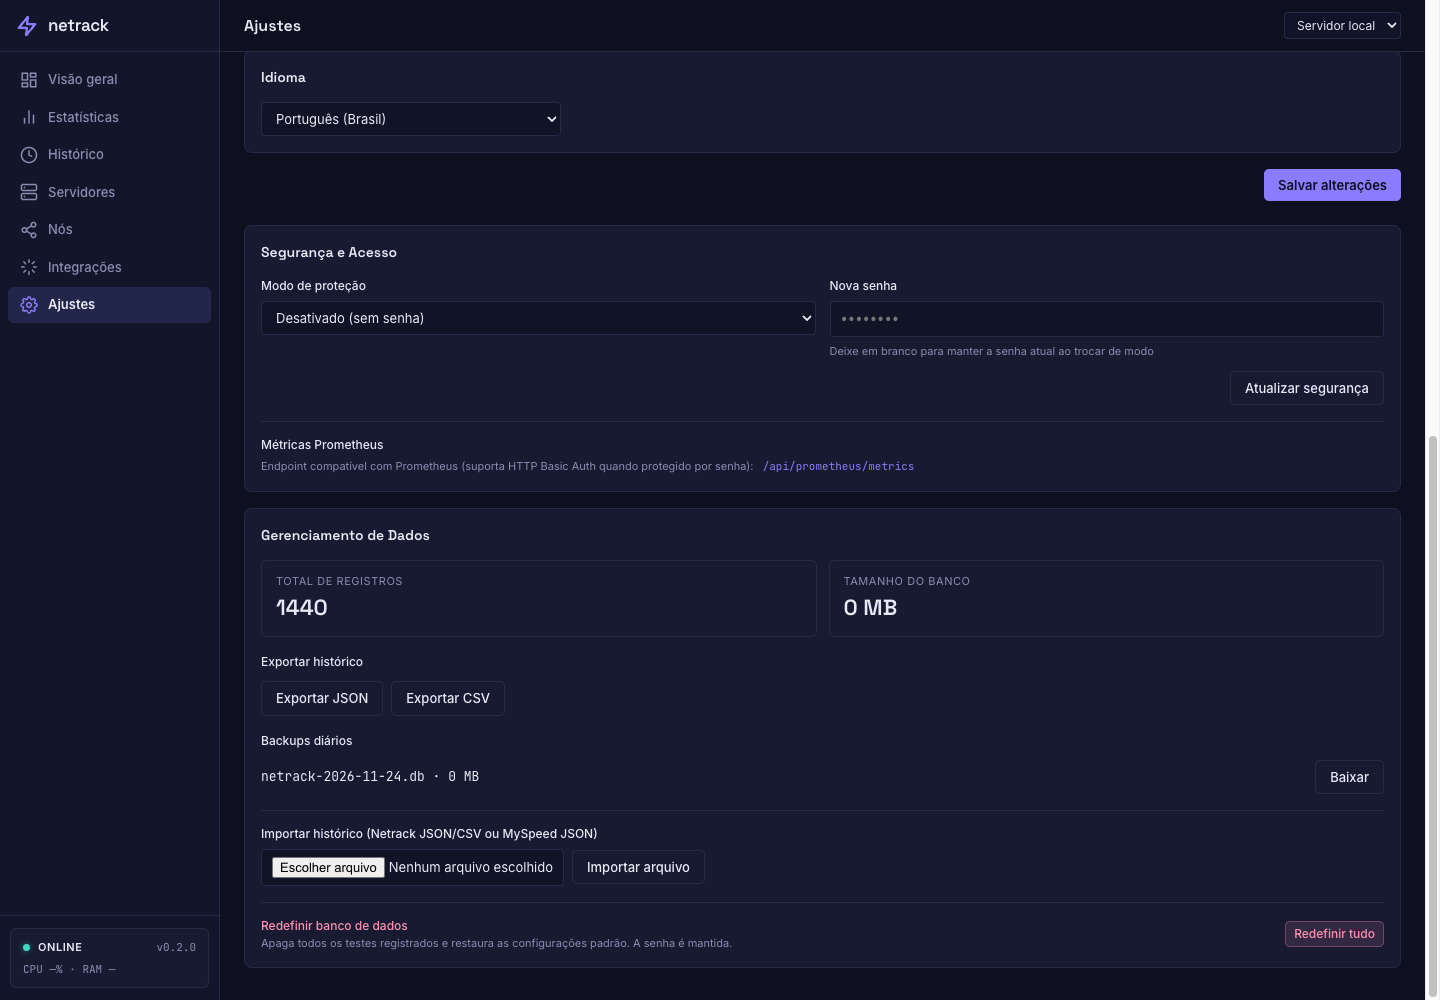 netrack
Visão geral
Estatísticas
Histórico
Servidores
Nós
Integrações
Ajustes
ONLINE v0.2.0
CPU —% · RAM —
Ajustes
Servidor local
Idioma
Português (Brasil)
Salvar alterações
Segurança e Acesso
Modo de proteção
Desativado (sem senha)
Nova senha
••••••••
Deixe em branco para manter a senha atual ao trocar de modo
Atualizar segurança
Métricas Prometheus
Endpoint compatível com Prometheus (suporta HTTP Basic Auth quando protegido por senha): /api/prometheus/metrics
Gerenciamento de Dados
TOTAL DE REGISTROS
1440
TAMANHO DO BANCO
0 MB
Exportar histórico
Exportar JSON
Exportar CSV
Backups diários
netrack-2026-11-24.db · 0 MB
Baixar
Importar histórico (Netrack JSON/CSV ou MySpeed JSON)
Escolher arquivo Nenhum arquivo escolhido
Importar arquivo
Redefinir banco de dados
Apaga todos os testes registrados e restaura as configurações padrão. A senha é mantida.
Redefinir tudo